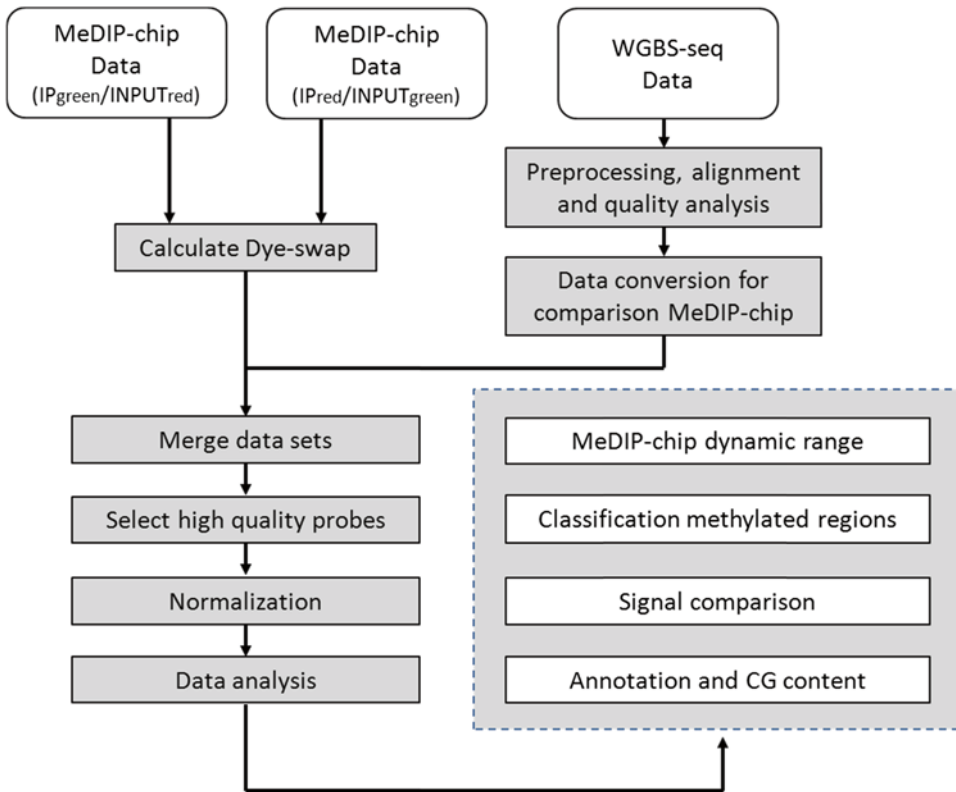 MeDIP-chip
Data
(IPgreen/INPUTred)
MeDIP-chip
Data
(IPred/INPUTgreen)
WGBS-seq
Data
Preprocessing, alignment
and quality analysis
Calculate Dye-swap
Data conversion for
comparison MeDIP-chip
Merge data sets
Select high quality probes
Normalization
Data analysis
MeDIP-chip dynamic range
Classification methylated regions
Signal comparison
Annotation and CG content